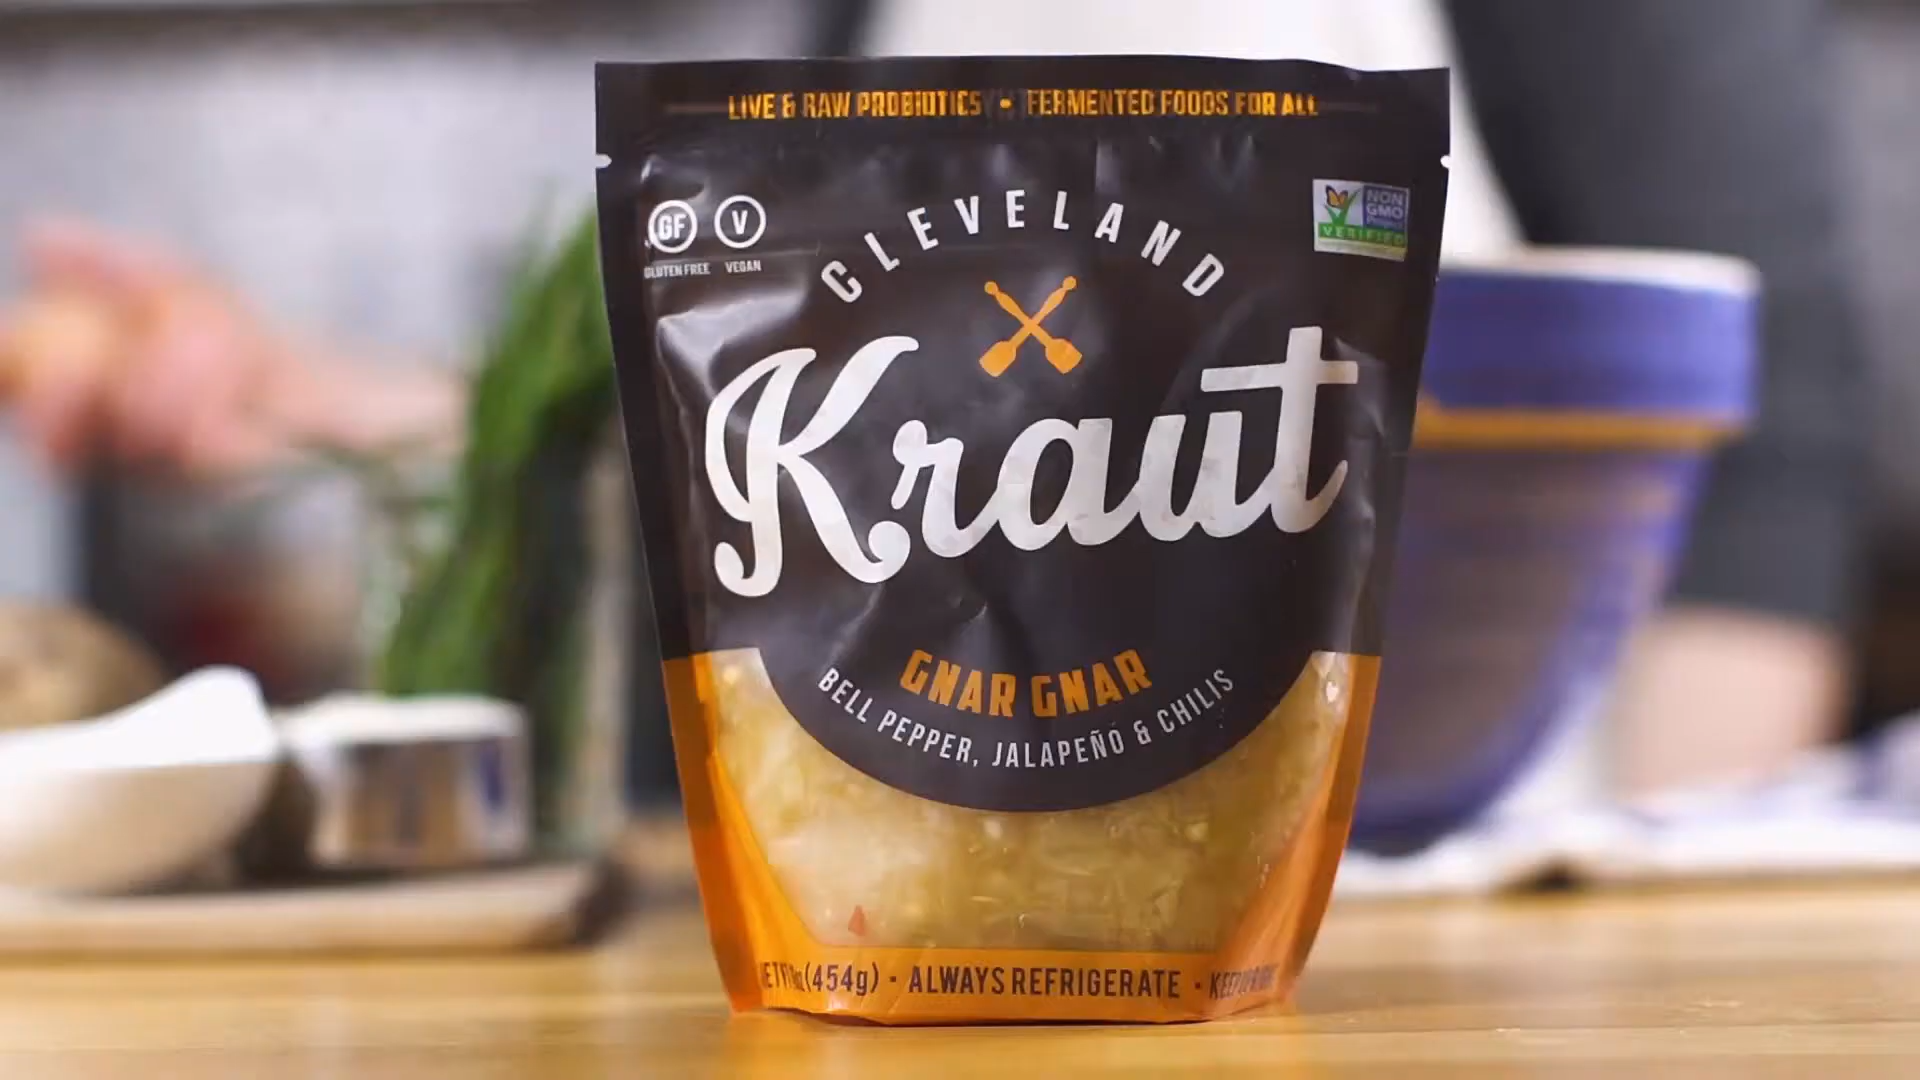 LIVE & RAW PROBIOTICS • FERMENTED FOODS FOR ALL
GF V
GLUTEN FREE VEGAN
NON
GMO
Project
VERIFIED
CLEVELAND
Kraut
GNAR GNAR
BELL PEPPER, JALAPEÑO & CHILIS
(454g) • ALWAYS REFRIGERATE •